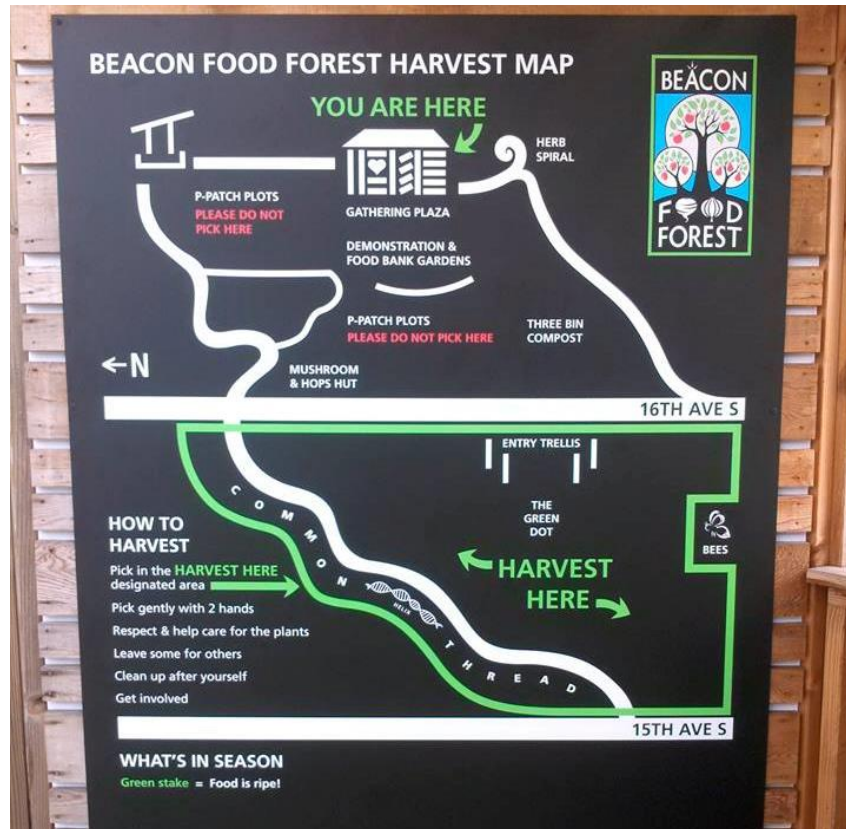 BEACON FOOD FOREST HARVEST MAP
YOU ARE HERE
BEACON
FOOD
FOREST
HERB
SPIRAL
P-PATCH PLOTS
PLEASE DO NOT
PICK HERE
GATHERING PLAZA
DEMONSTRATION &
FOOD BANK GARDENS
P-PATCH PLOTS
PLEASE DO NOT PICK HERE
THREE BIN
COMPOST
←N
MUSHROOM
& HOPS HUT
16TH AVE S
ENTRY TRELLIS
THE
GREEN
DOT
BEES
COMMON
HELIX
THREAD
HARVEST
HERE
HOW TO
HARVEST
Pick in the HARVEST HERE
designated area
Pick gently with 2 hands
Respect & help care for the plants
Leave some for others
Clean up after yourself
Get involved
15TH AVE S
WHAT'S IN SEASON
Green stake = Food is ripe!